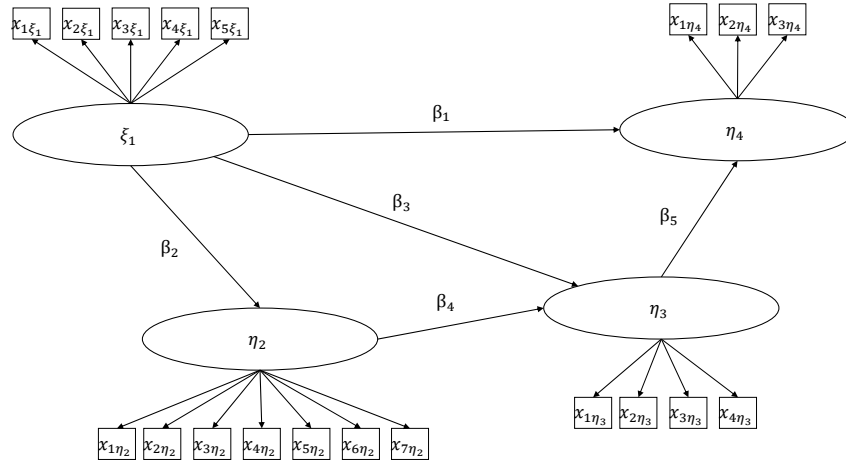 x₁ξ₁ x₂ξ₁ x₃ξ₁ x₄ξ₁ x₅ξ₁
x₁η₄ x₂η₄ x₃η₄
ξ₁
β₁
η₄
β₃
β₅
β₂
β₄
η₃
η₂
x₁η₃ x₂η₃ x₃η₃ x₄η₃
x₁η₂ x₂η₂ x₃η₂ x₄η₂ x₅η₂ x₆η₂ x₇η₂